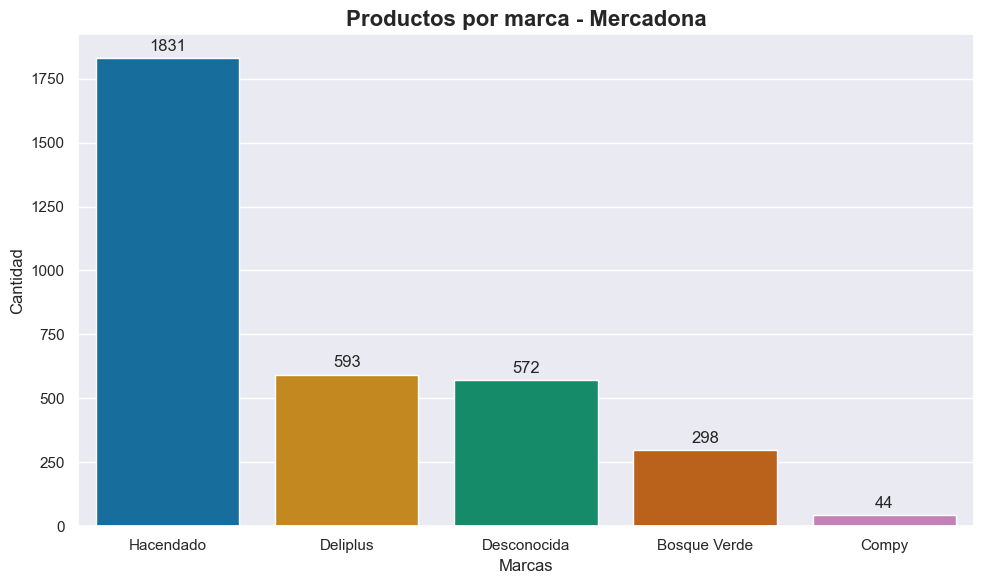 Productos por marca - Mercadona
1831
1750
1500
1250
1000
750
500
250
0
Cantidad
593
572
298
44
Hacendado
Deliplus
Desconocida
Bosque Verde
Compy
Marcas